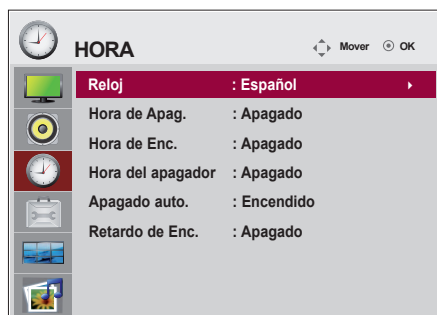 HORA Mover OK
Reloj : Español
Hora de Apag. : Apagado
Hora de Enc. : Apagado
Hora del apagador : Apagado
Apagado auto. : Encendido
Retardo de Enc. : Apagado